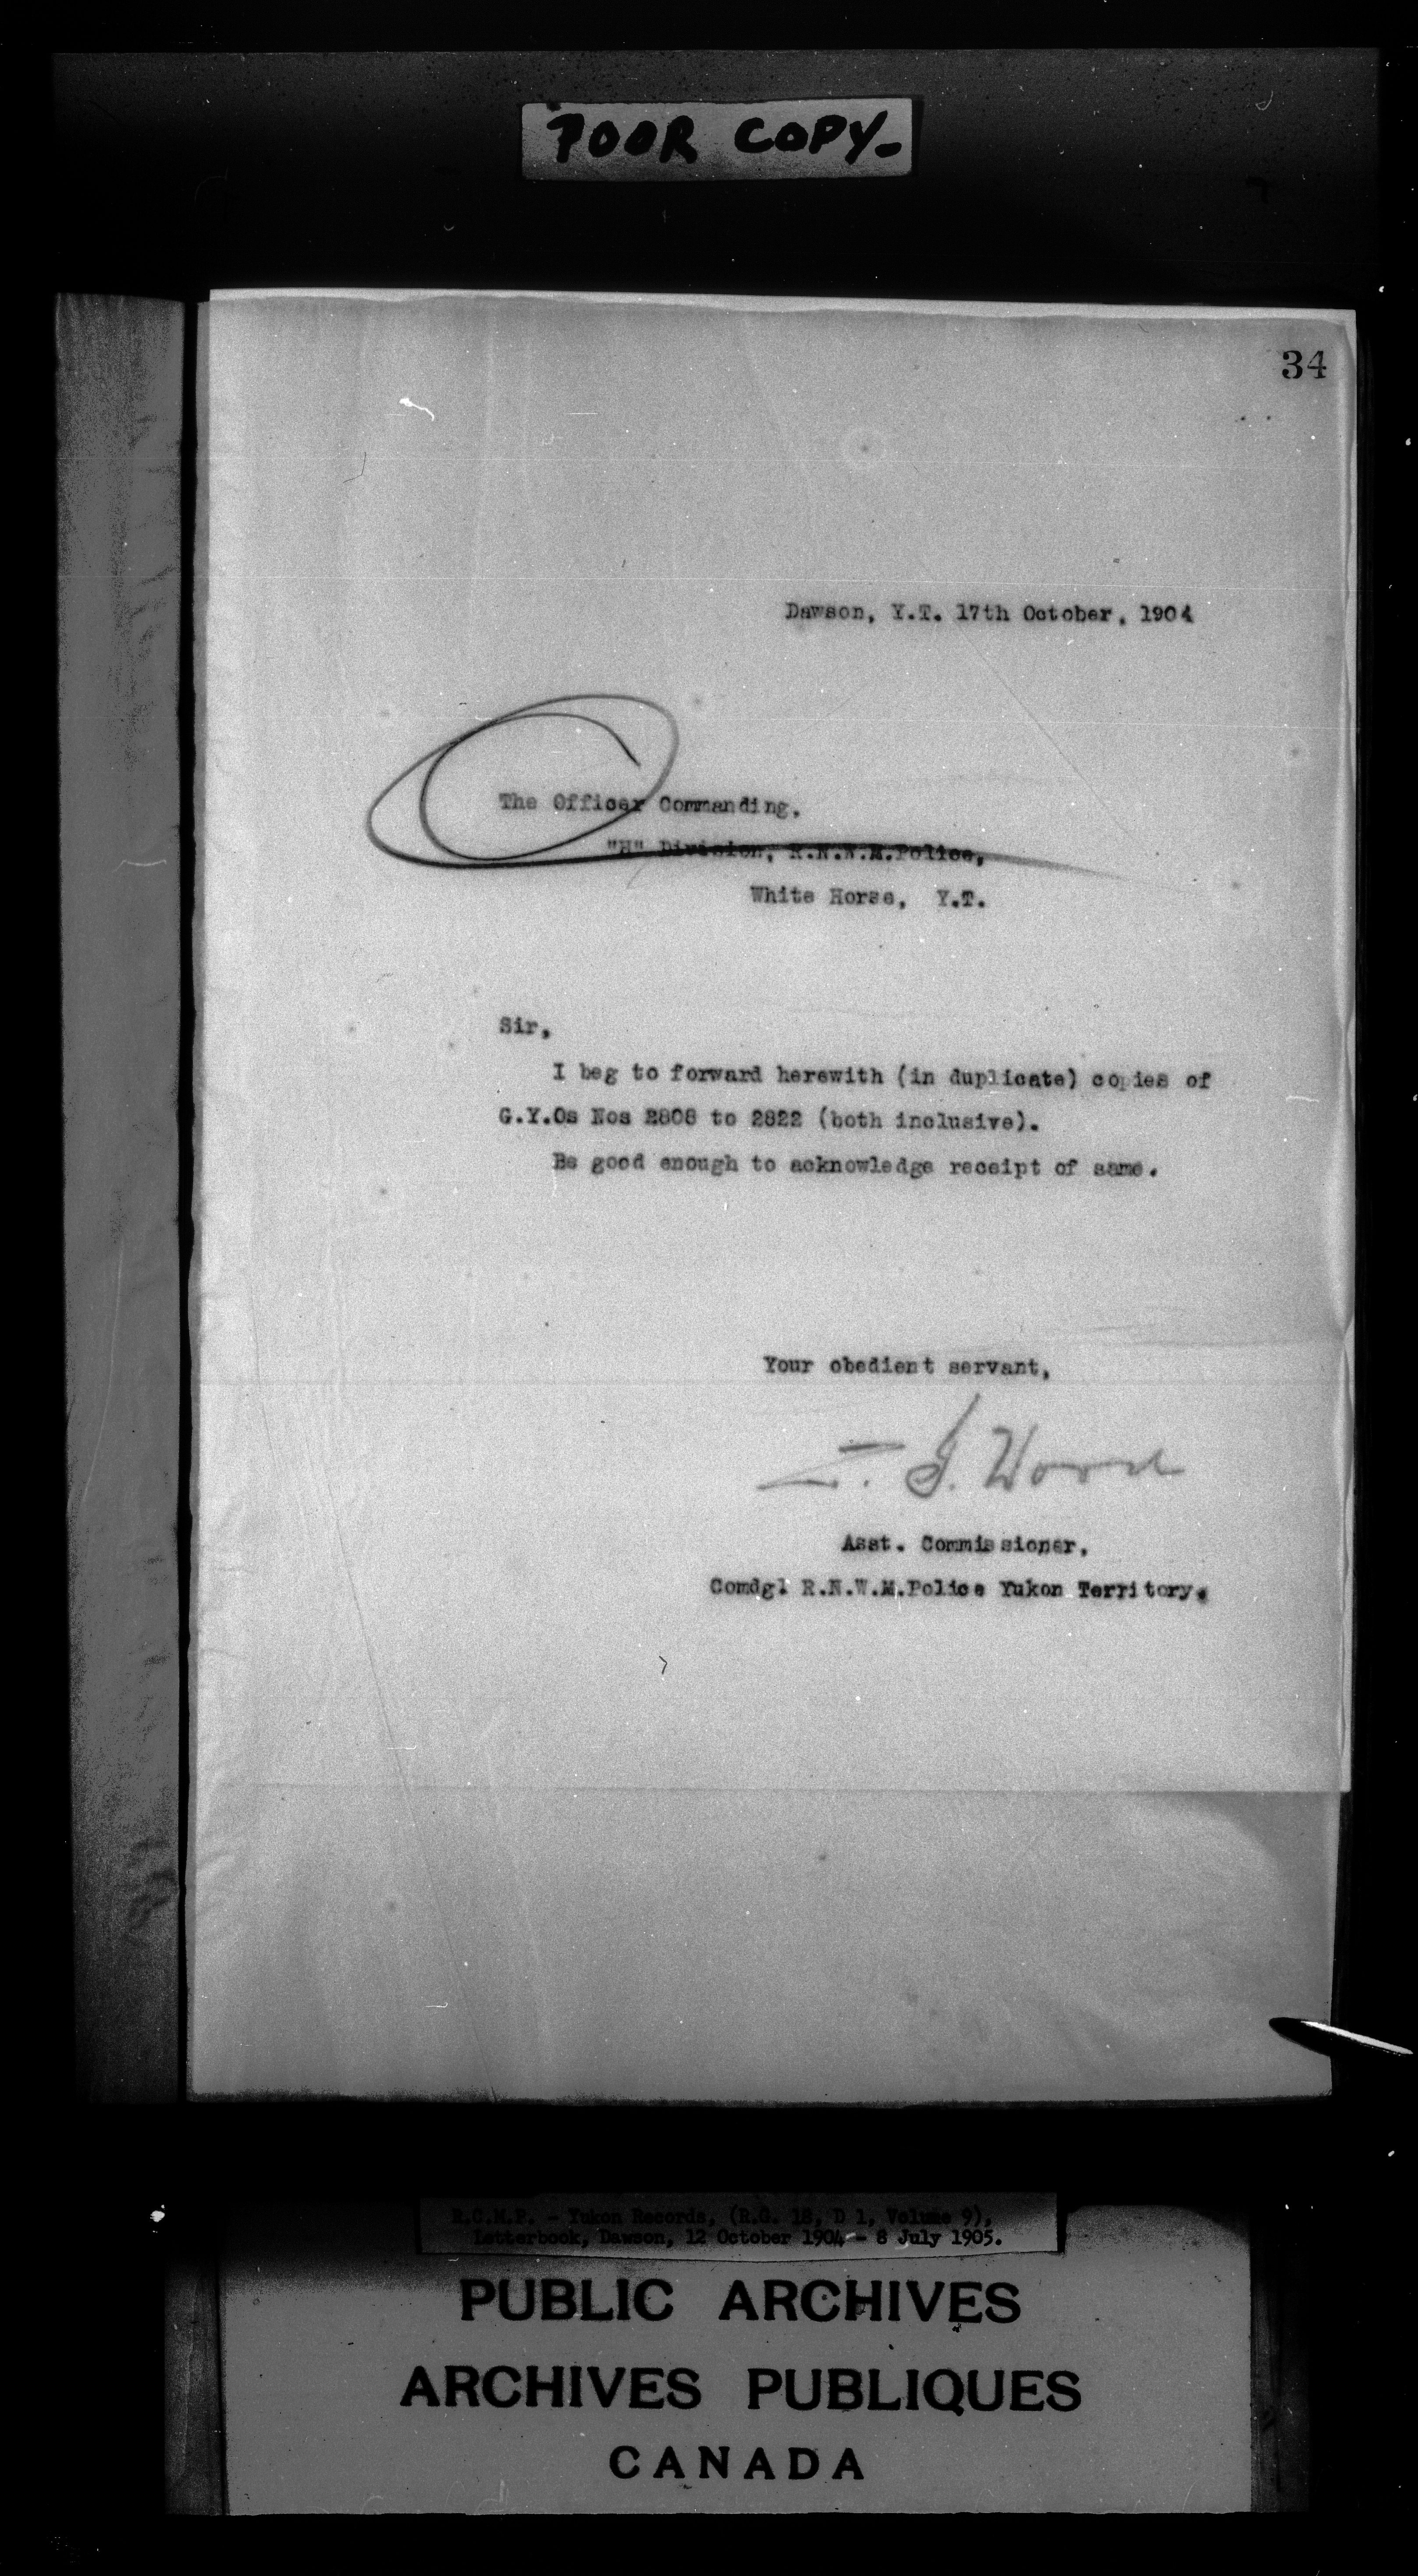 POOR COPY-
34
Dawson, Y.T. 17th October, 1904
The Officer Commanding,
"H" Division, R.N.W.M.Police,
White Horse, Y.T.
Sir,
I beg to forward herewith (in duplicate) copies of
G.Y.Os Nos 2808 to 2822 (both inclusive).
Be good enough to acknowledge receipt of same.
Your obedient servant,
Z. T. Wood
Asst. Commissioner,
Comdgl R.N.W.M.Police Yukon Territory.
R.C.M.P. - Yukon Records, (R.G. 18, D 1, Volume 9),
Letterbook, Dawson, 12 October 1904 - 8 July 1905.
PUBLIC ARCHIVES
ARCHIVES PUBLIQUES
CANADA